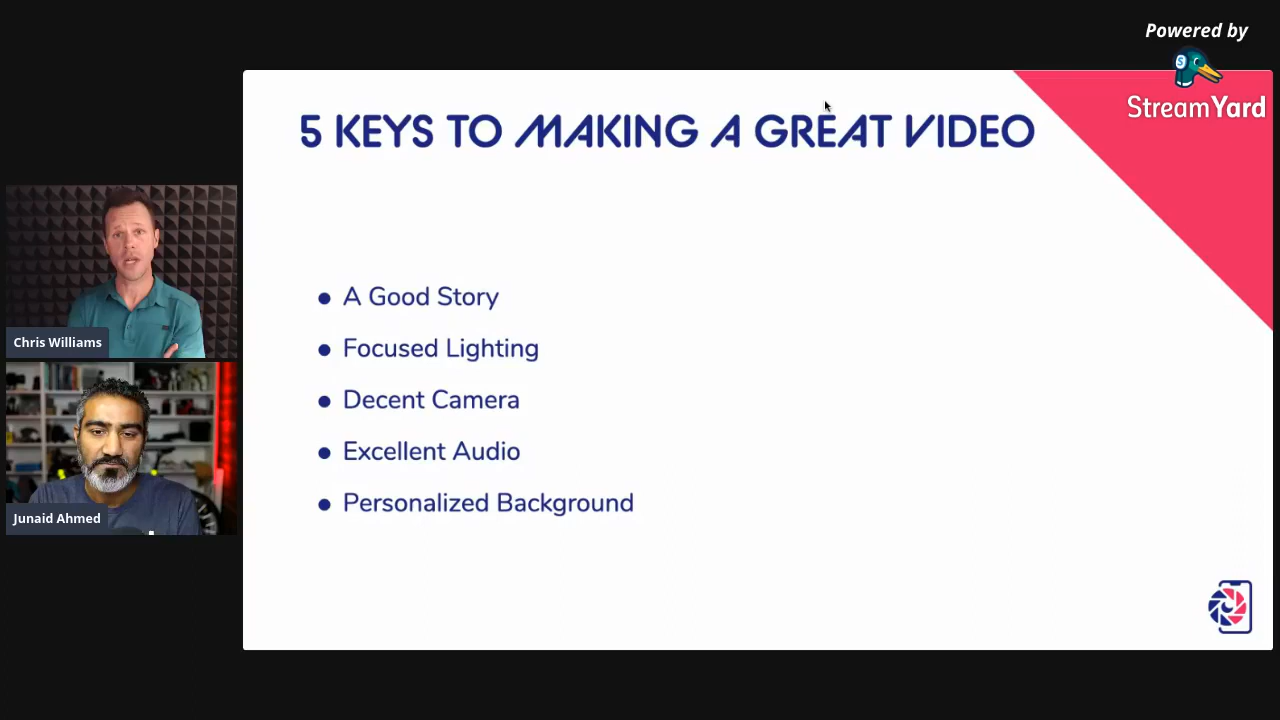 Powered by
StreamYard
5 KEYS TO MAKING A GREAT VIDEO
● A Good Story
● Focused Lighting
● Decent Camera
● Excellent Audio
● Personalized Background
Chris Williams
Junaid Ahmed